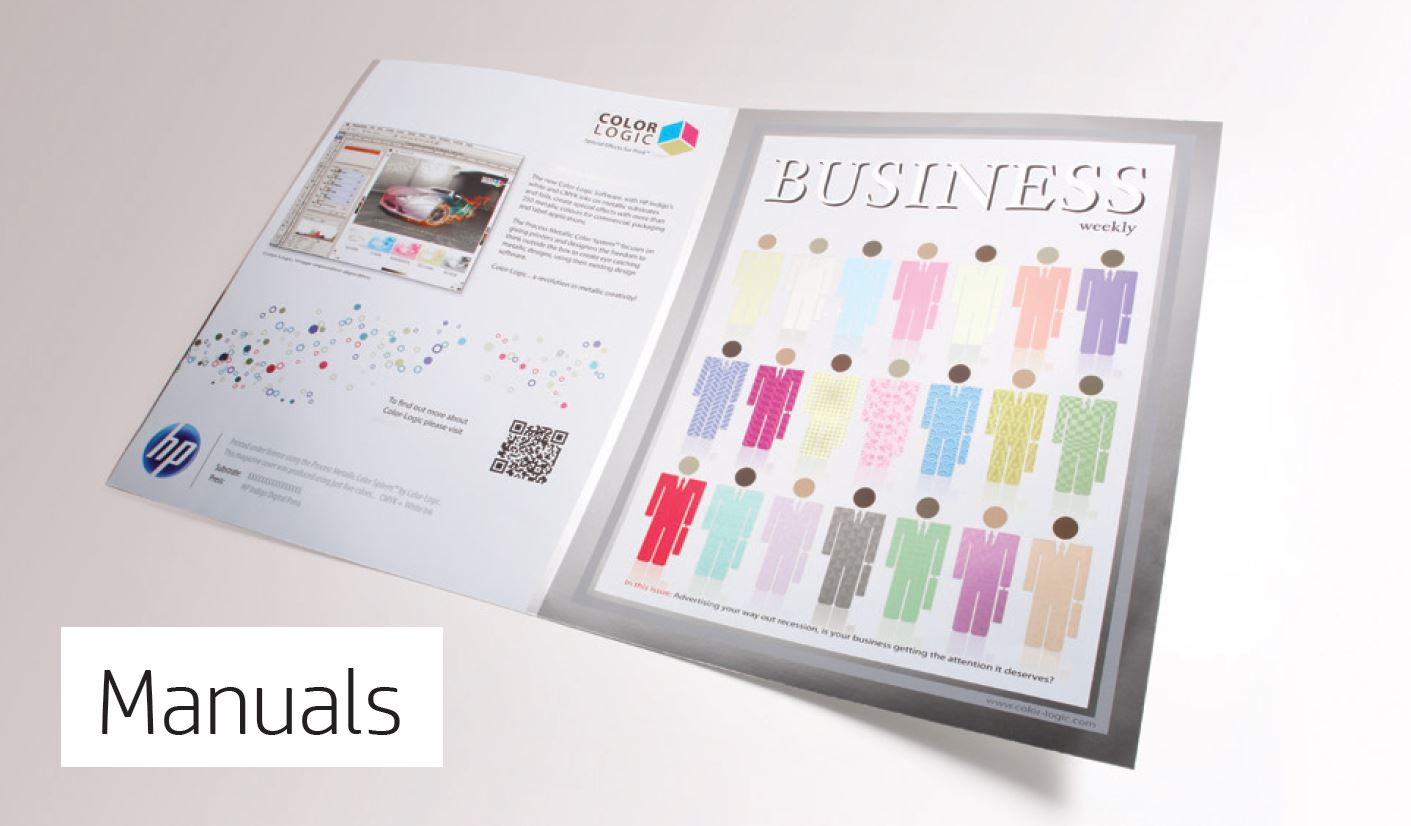 COLOR
LOGIC
Special Effects for Print™
The new Color-Logic Software with HP Indigo's
white and CMYK inks on metallic substrates
and foils, create special effects with more than
250 metallic colours for commercial, packaging
and label applications.
The Process Metallic Color System™ focuses on
giving printers and designers the freedom to
think outside the box to create eye catching
metallic designs, using their existing design
software.
Color-Logic... a revolution in metallic creativity!
To find out more about
Color-Logic please visit
hp
Printed under license using the Process Metallic Color System™ by Color-Logic.
This magazine cover was produced using just five colors... CMYK + White Ink
Substrate: XXXXXXXXXXXXXXX
Press: HP Indigo Digital Press
BUSINESS
weekly
In this issue: Advertising your way out recession, is your business getting the attention it deserves?
www.color-logic.com
Manuals